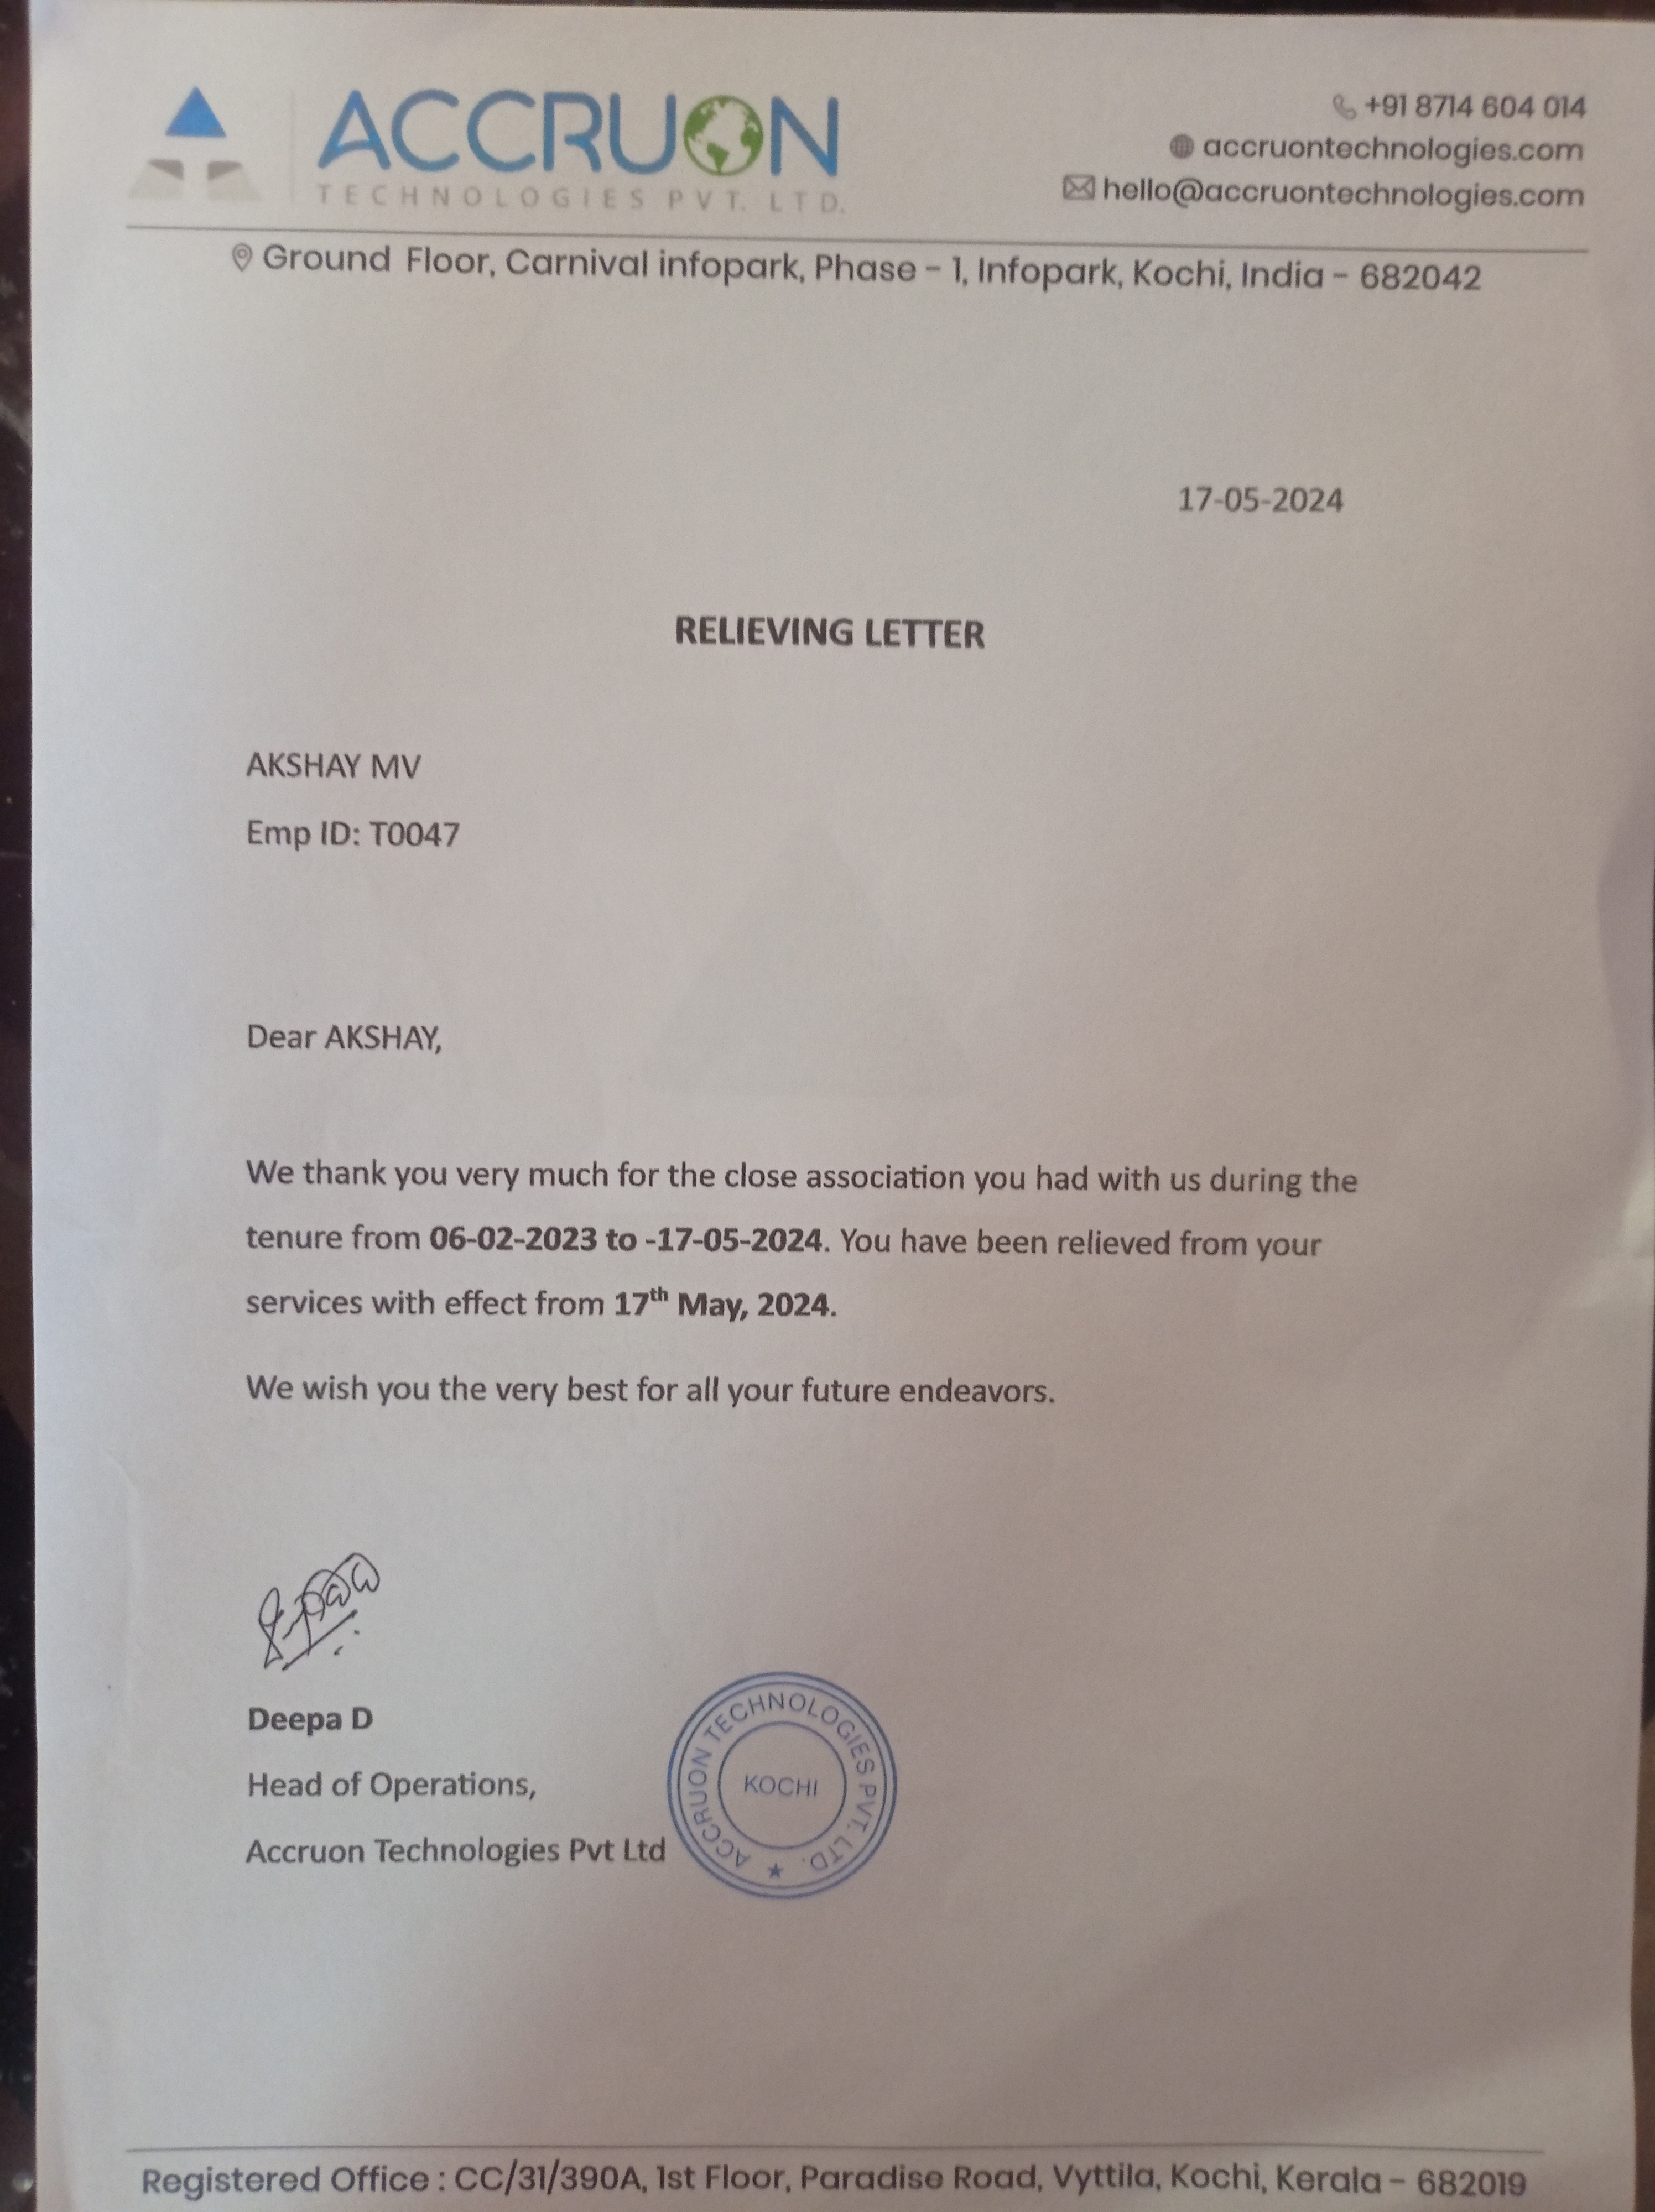 ACCRUON
TECHNOLOGIES PVT. LTD.
+91 8714 604 014
accruontechnologies.com
hello@accruontechnologies.com
Ground Floor, Carnival infopark, Phase - 1, Infopark, Kochi, India - 682042
17-05-2024
RELIEVING LETTER
AKSHAY MV
Emp ID: T0047
Dear AKSHAY,
We thank you very much for the close association you had with us during the
tenure from 06-02-2023 to -17-05-2024. You have been relieved from your
services with effect from 17th May, 2024.
We wish you the very best for all your future endeavors.
Deepa D
Head of Operations,
Accruon Technologies Pvt Ltd
ACCRUON TECHNOLOGIES PVT. LTD.
KOCHI
Registered Office : CC/31/390A, 1st Floor, Paradise Road, Vyttila, Kochi, Kerala - 682019